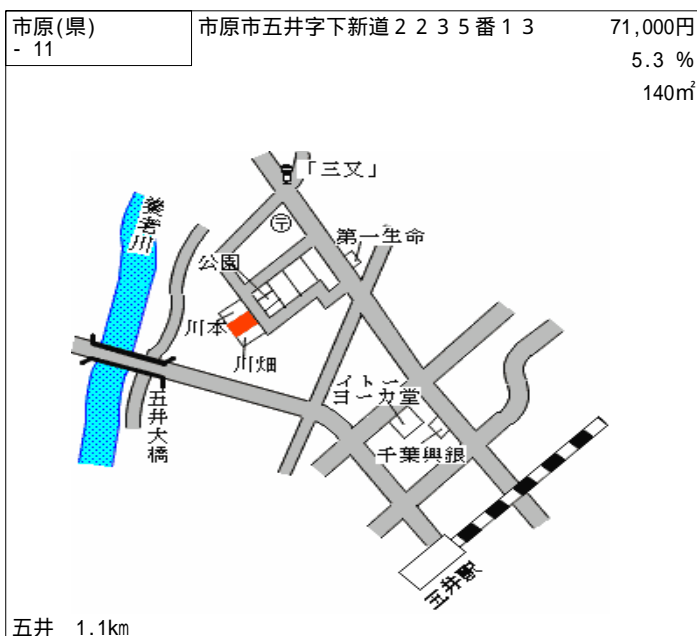 市原(県)
- 11
市原市五井字下新道２２３５番１３
71,000円
5.3 %
140㎡
「三叉」
養老川
〒
第一生命
公園
川本
川畑
イトーヨーカ堂
五井大橋
千葉興銀
五井駅
五井 1.1km